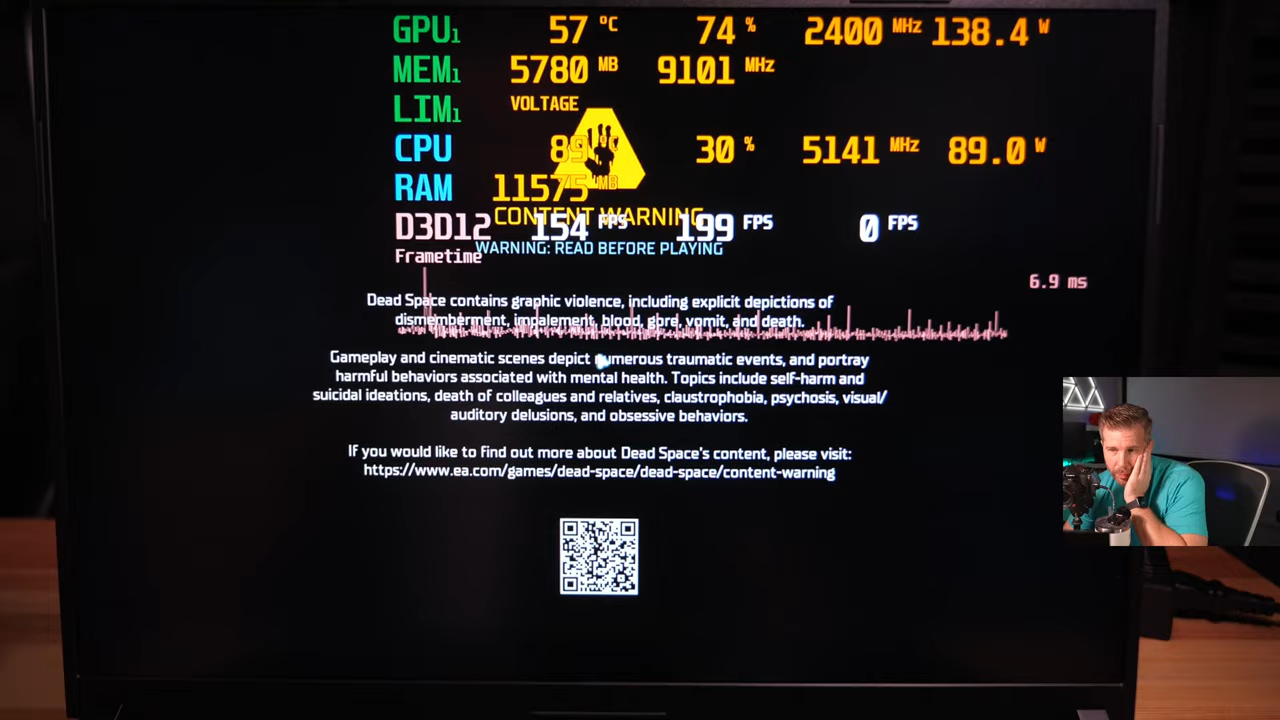 GPU1 57 °C 74 % 2400 MHz 138.4 W
MEM1 5780 MB 9101 MHz
LIM1 VOLTAGE
CPU 89 °C 30 % 5141 MHz 89.0 W
RAM 11575 MB
CONTENT WARNING
D3D12 154 FPS 199 FPS 0 FPS
WARNING: READ BEFORE PLAYING
Frametime
6.9 ms
Dead Space contains graphic violence, including explicit depictions of
dismemberment, impalement, blood, gore, vomit, and death.
Gameplay and cinematic scenes depict numerous traumatic events, and portray
harmful behaviors associated with mental health. Topics include self-harm and
suicidal ideations, death of colleagues and relatives, claustrophobia, psychosis, visual/
auditory delusions, and obsessive behaviors.
If you would like to find out more about Dead Space's content, please visit:
https://www.ea.com/games/dead-space/dead-space/content-warning